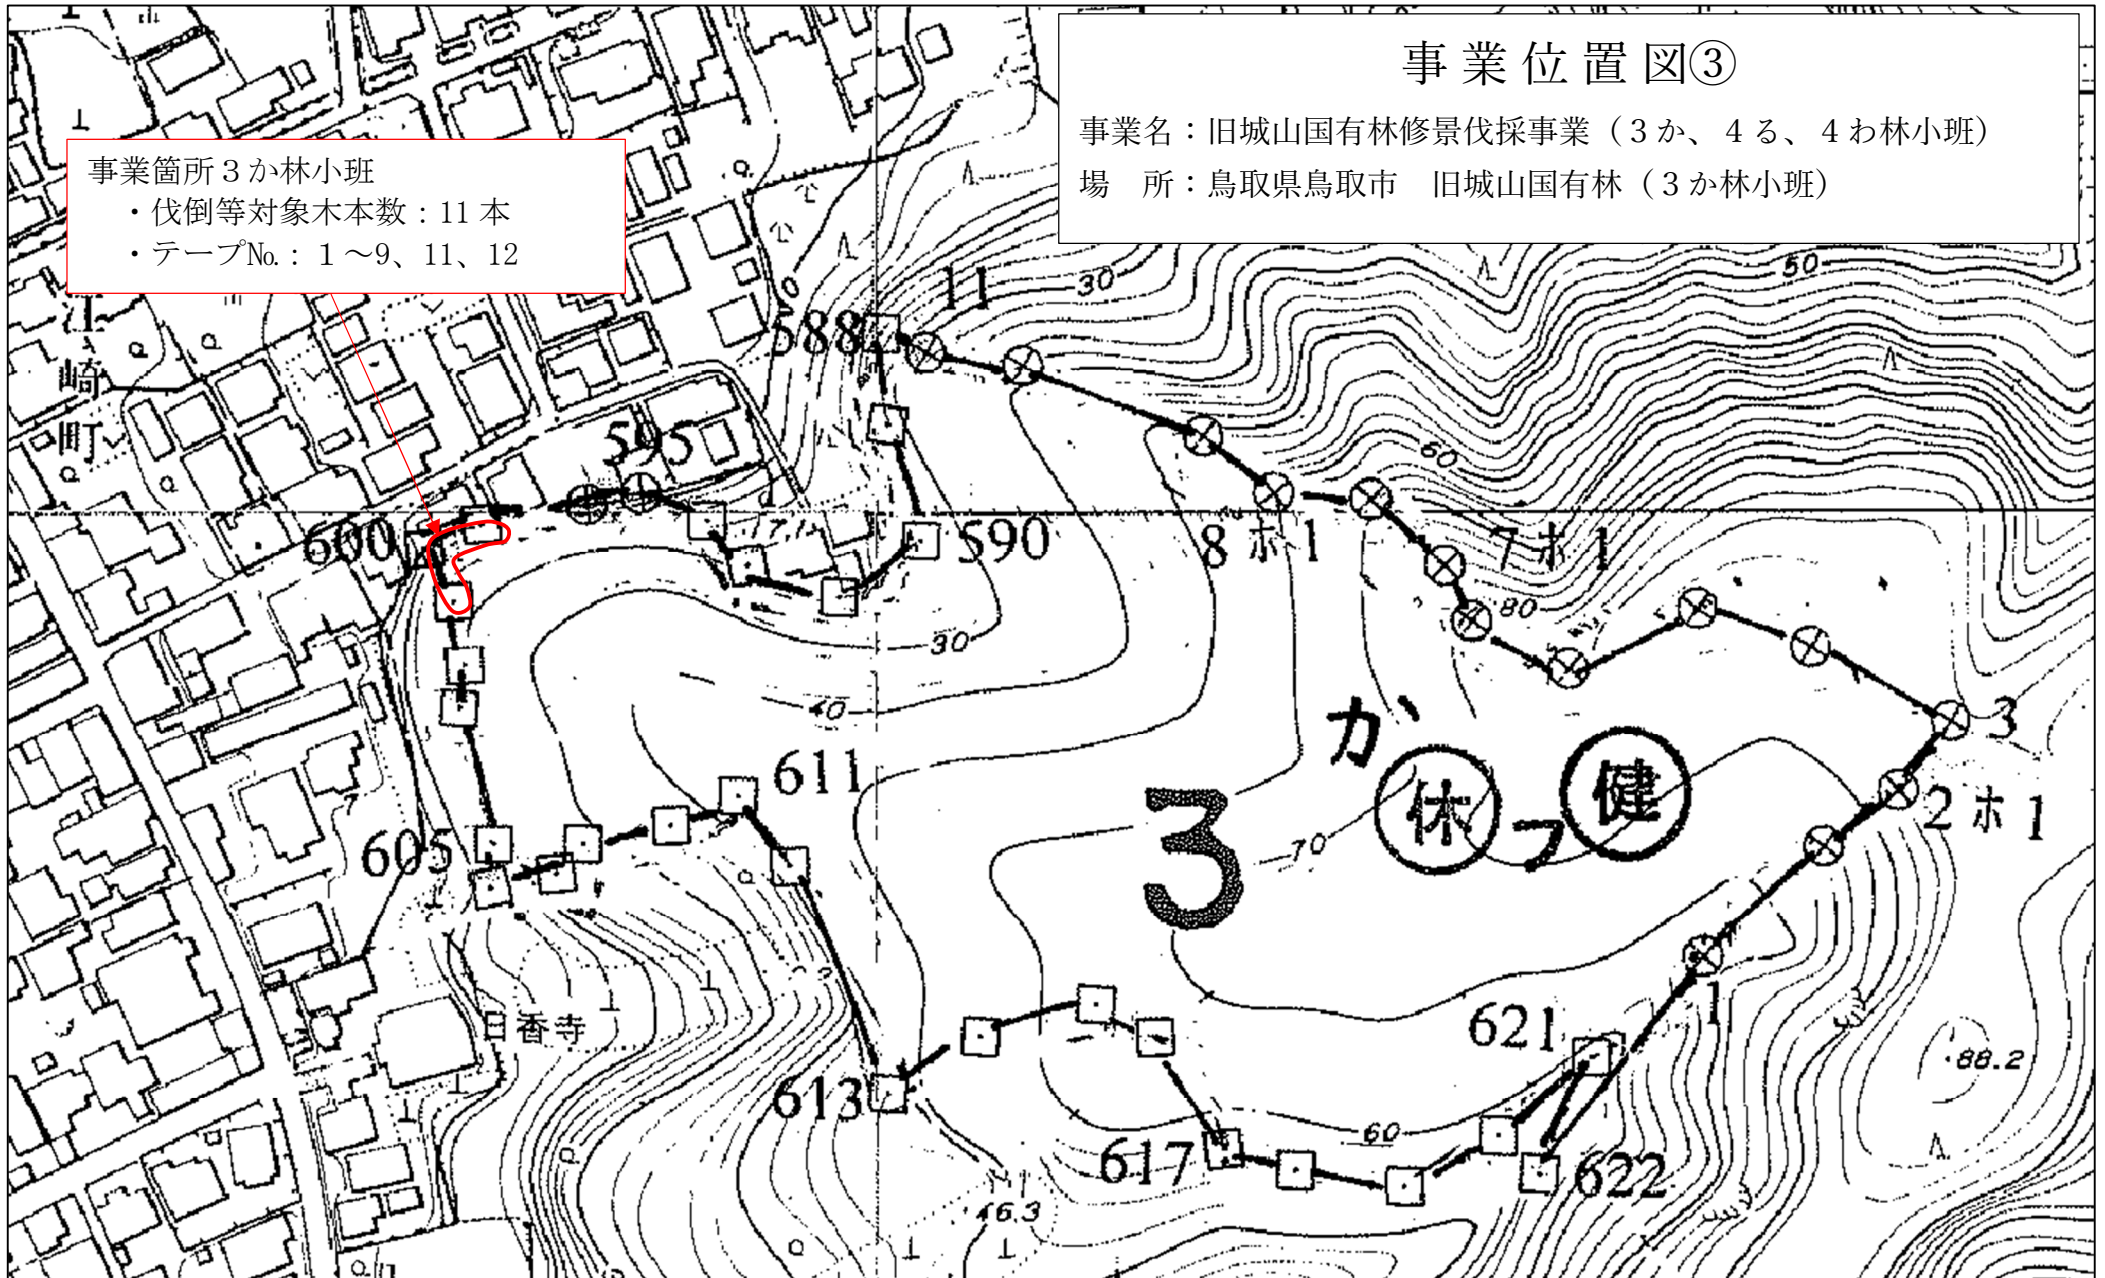 事業位置図③
事業名：旧城山国有林修景伐採事業（３か、４る、４わ林小班）
場　所：鳥取県鳥取市　旧城山国有林（３か林小班）
事業箇所３か林小班
・伐倒等対象木本数：11 本
・テープ№：１～9、11、12
江崎町
11
30
50
588
595
60
600
590
8 ホ 1
7 ホ 1
80
30
40
か
3
611
休
健
2 ホ 1
3
70
605
1
日香寺
621
88.2
613
617
60
622
46.3